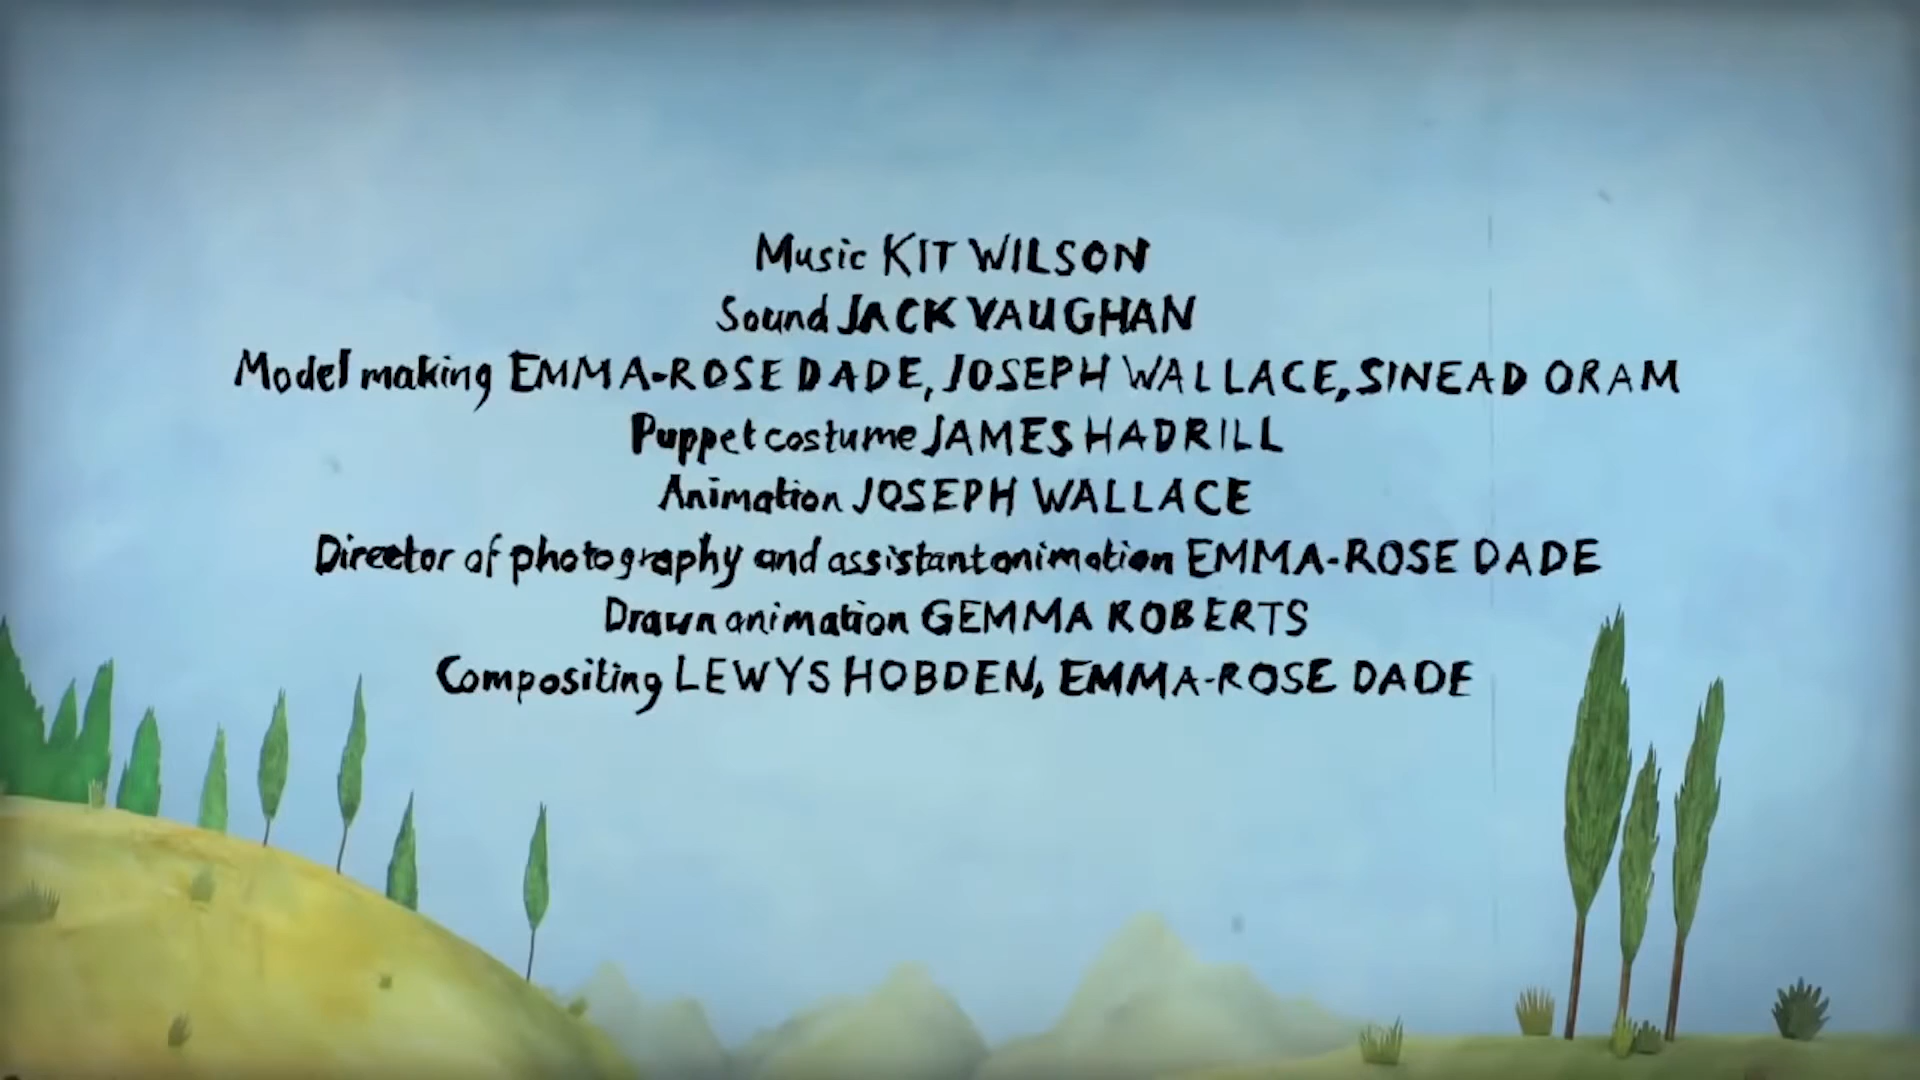 Music KIT WILSON
Sound JACK VAUGHAN
Model making EMMA-ROSE DADE, JOSEPH WALLACE, SINEAD ORAM
Puppet costume JAMES HADRILL
Animation JOSEPH WALLACE
Director of photography and assistant animation EMMA-ROSE DADE
Drawn animation GEMMA ROBERTS
Compositing LEWYS HOBDEN, EMMA-ROSE DADE